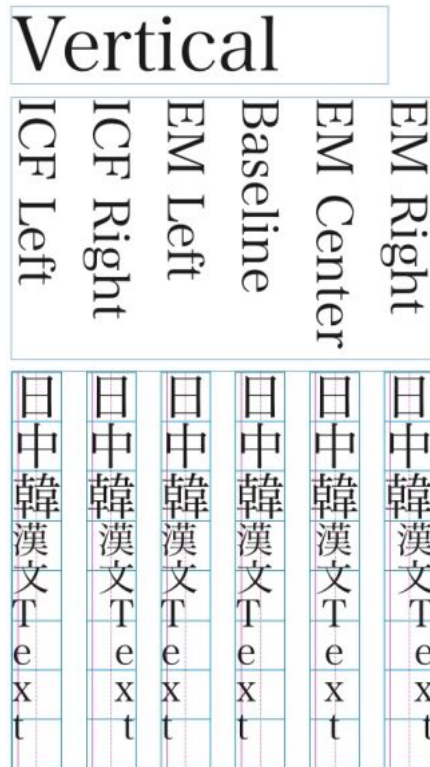 Vertical
ICF Left
ICF Right
EM Left
Baseline
EM Center
EM Right
日中韓漢文Text
日中韓漢文Text
日中韓漢文Text
日中韓漢文Text
日中韓漢文Text
日中韓漢文Text